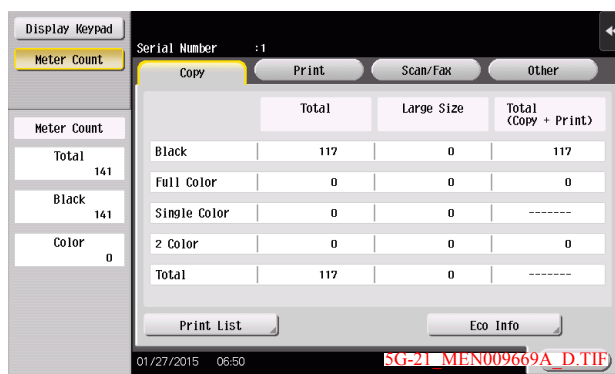 Display Keypad
Meter Count
Serial Number :1
Copy Print Scan/Fax Other
Meter Count
Total
141
Black
141
Color
0
Total Large Size Total
(Copy + Print)
Black 117 0 117
Full Color 0 0 0
Single Color 0 0 -------
2 Color 0 0 0
Total 117 0 -------
Print List Eco Info
01/27/2015 06:50 5G-21_MEN009669A_D.TIF